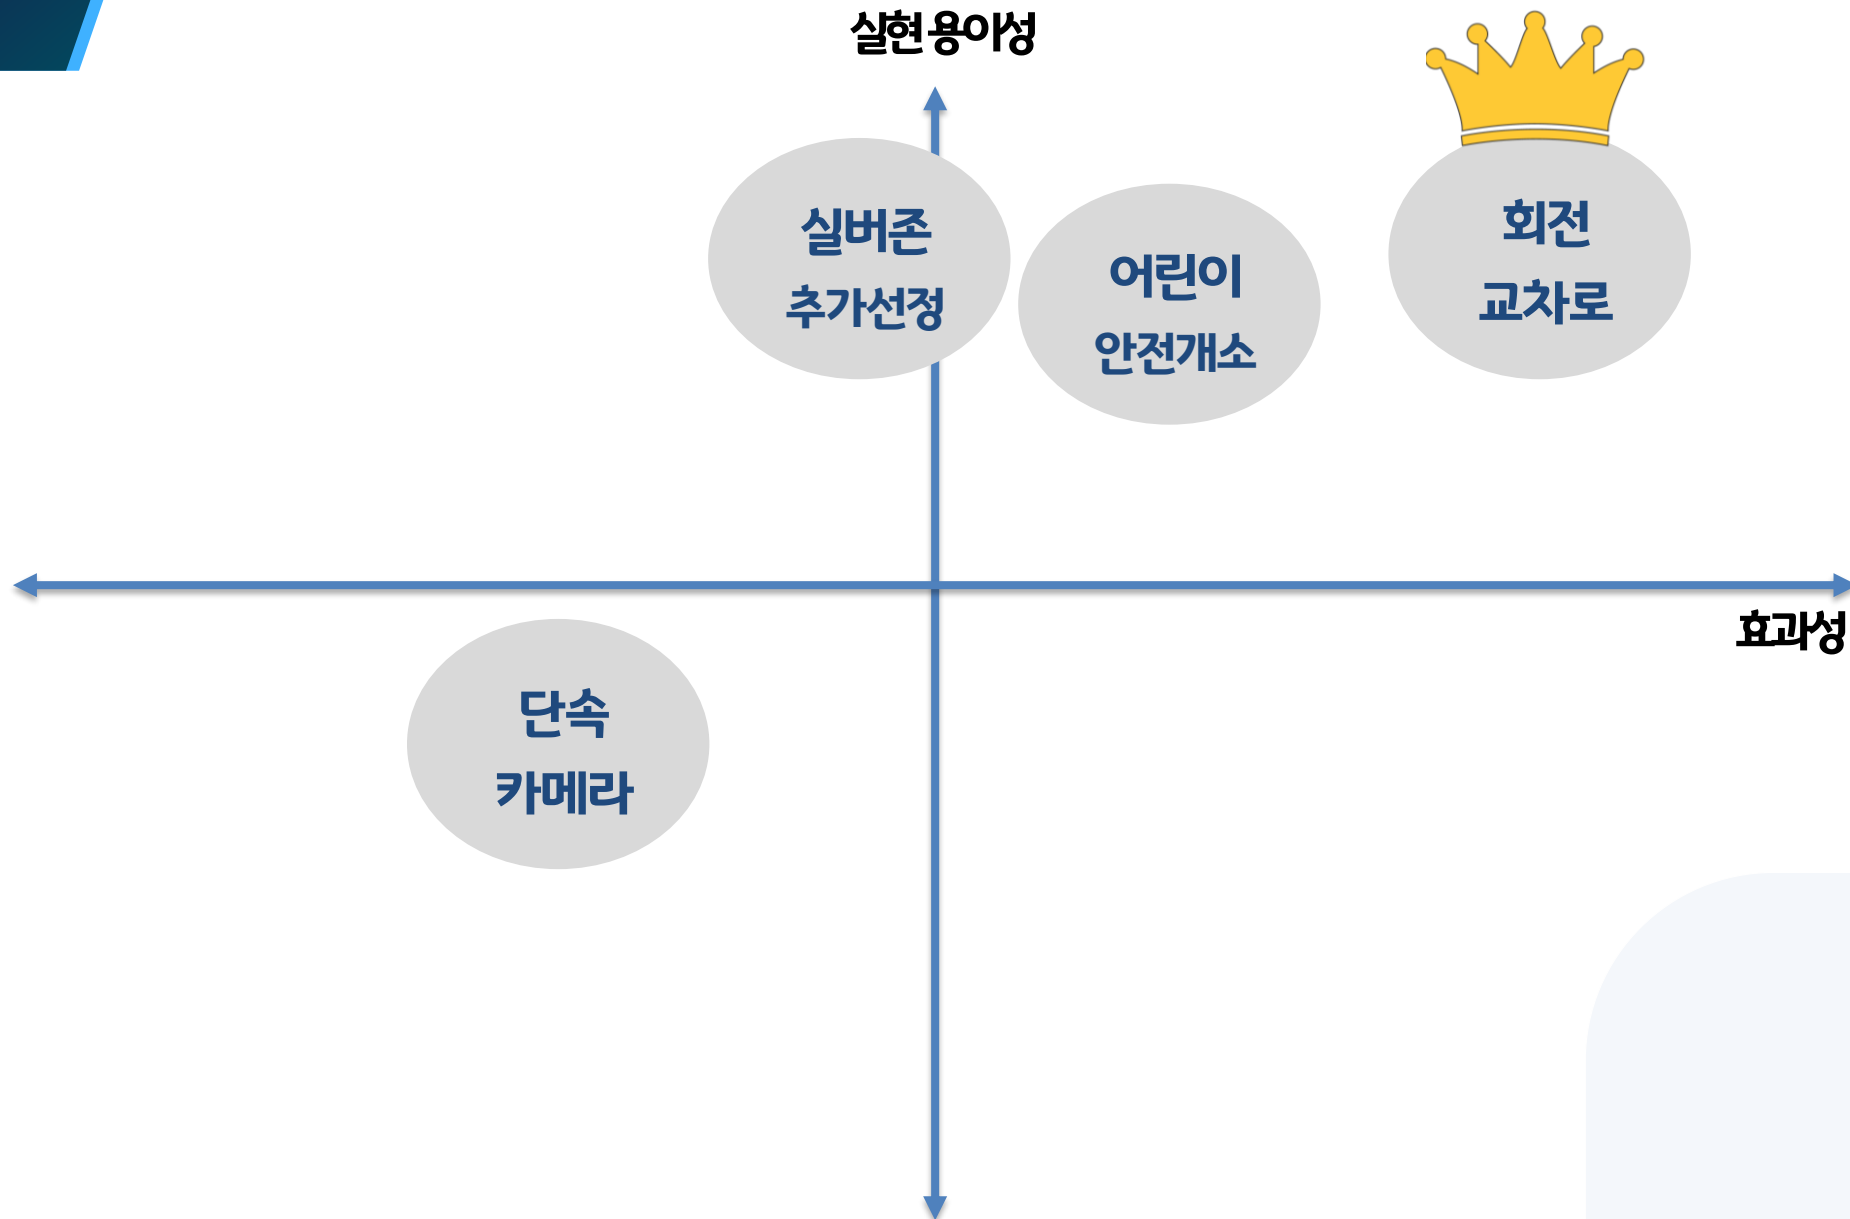 실현 용이성
실버존
추가선정
어린이
안전개소
회전
교차로
효과성
단속
카메라